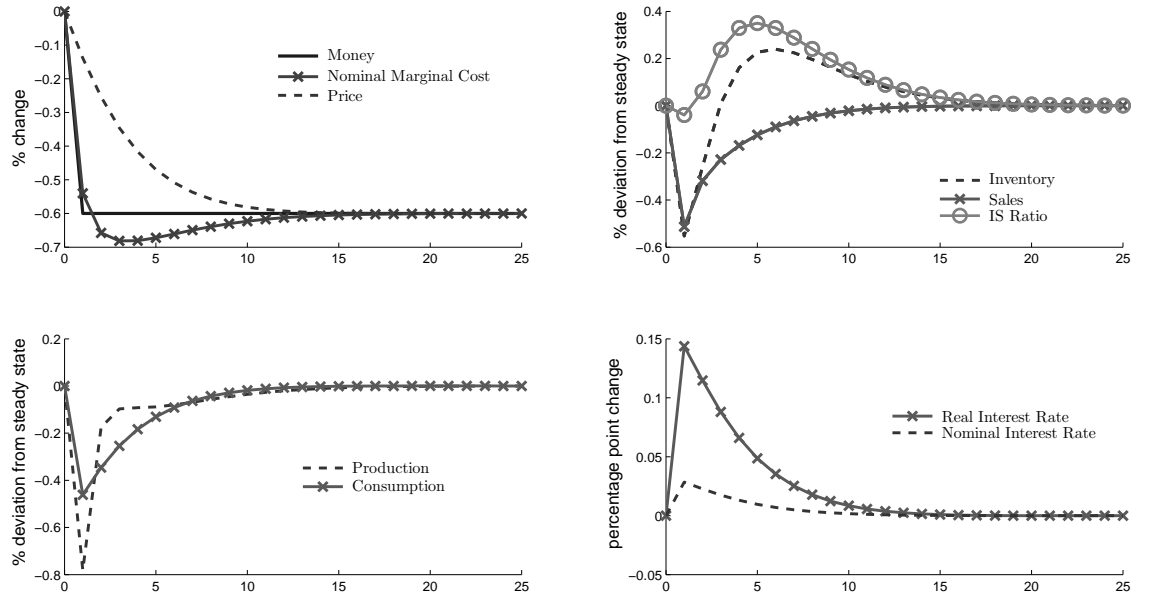 % change
0
−0.1
−0.2
−0.3
−0.4
−0.5
−0.6
−0.7
0 5 10 15 20 25
Money
Nominal Marginal Cost
Price
% deviation from steady state
0.4
0.2
0
−0.2
−0.4
−0.6
0 5 10 15 20 25
Inventory
Sales
IS Ratio
% deviation from steady state
0.2
0
−0.2
−0.4
−0.6
−0.8
0 5 10 15 20 25
Production
Consumption
percentage point change
0.15
0.1
0.05
0
−0.05
0 5 10 15 20 25
Real Interest Rate
Nominal Interest Rate